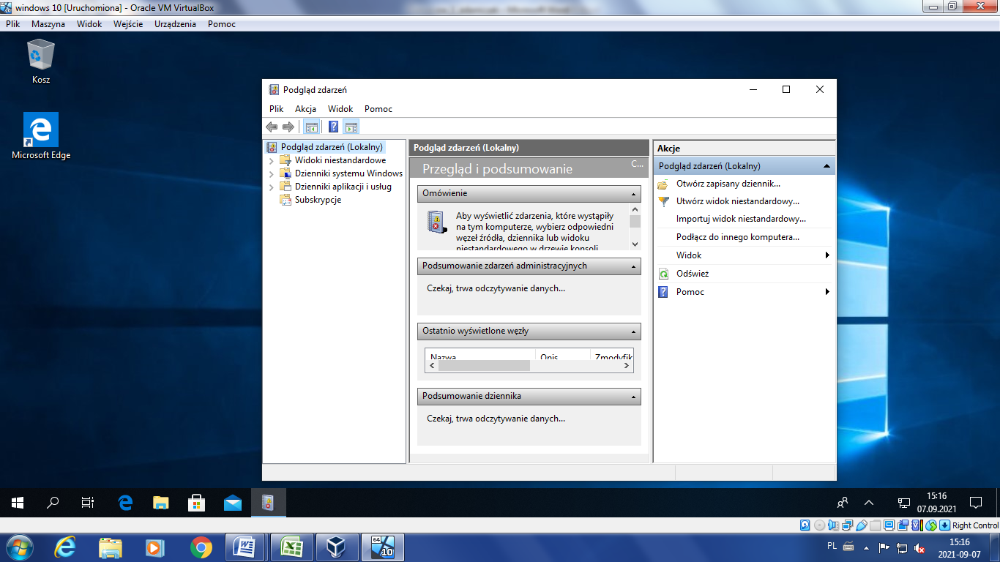 windows 10 [Uruchomiona] - Oracle VM VirtualBox
Plik Maszyna Widok Wejście Urządzenia Pomoc
Kosz
Microsoft Edge
Podgląd zdarzeń
Plik Akcja Widok Pomoc
Podgląd zdarzeń (Lokalny)
Widoki niestandardowe
Dzienniki systemu Windows
Dzienniki aplikacji i usług
Subskrypcje
Podgląd zdarzeń (Lokalny)
Przegląd i podsumowanie C...
Omówienie
Aby wyświetlić zdarzenia, które wystąpiły
na tym komputerze, wybierz odpowiedni
węzeł źródła, dziennika lub widoku
niestandardowego w drzewie konsoli
Podsumowanie zdarzeń administracyjnych
Czekaj, trwa odczytywanie danych...
Ostatnio wyświetlone węzły
Nazwa Opis Zmodyfik
Podsumowanie dziennika
Czekaj, trwa odczytywanie danych...
Akcje
Podgląd zdarzeń (Lokalny)
Otwórz zapisany dziennik...
Utwórz widok niestandardowy...
Importuj widok niestandardowy...
Podłącz do innego komputera...
Widok
Odśwież
Pomoc
15:16
07.09.2021
Right Control
64
10
PL
15:16
2021-09-07